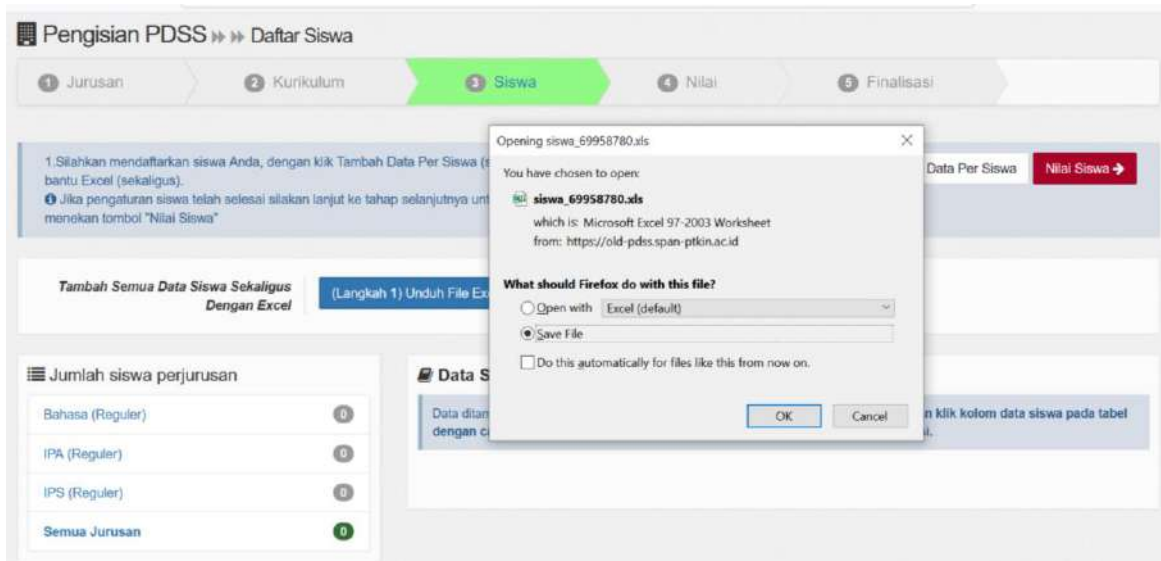 Pengisian PDSS Daftar Siswa
1 Jurusan
2 Kurikulum
3 Siswa
4 Nilai
5 Finalisasi
1.Silahkan mendaftarkan siswa Anda, dengan klik Tambah Data Per Siswa (s
bantu Excel (sekaligus).
Jika pengaturan siswa telah selesai silakan lanjut ke tahap selanjutnya unt
menekan tombol "Nilai Siswa"
Data Per Siswa
Nilai Siswa
Opening siswa_69958780.xls
You have chosen to open:
siswa_69958780.xls
which is: Microsoft Excel 97-2003 Worksheet
from: https://old-pdss.span-ptkin.ac.id
What should Firefox do with this file?
Open with Excel (default)
Save File
Do this automatically for files like this from now on.
OK
Cancel
Tambah Semua Data Siswa Sekaligus
Dengan Excel
(Langkah 1) Unduh File Ex
Jumlah siswa perjurusan
Bahasa (Reguler) 0
IPA (Reguler) 0
IPS (Reguler) 0
Semua Jurusan 0
Data S
Data ditam
n klik kolom data siswa pada tabel
dengan ca